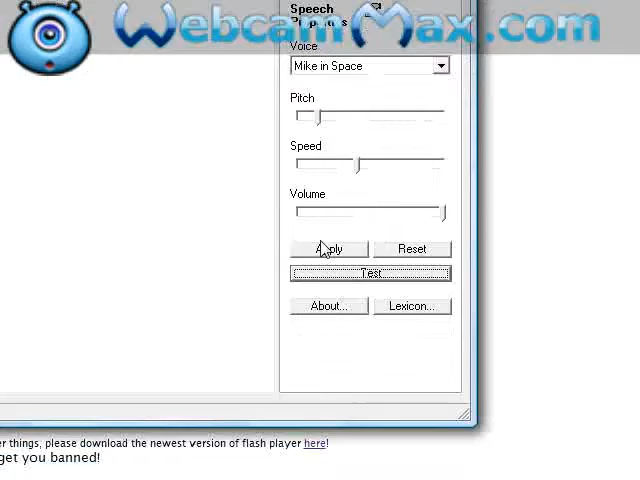 WebcamMax.com
Speech
Properties
Voice
Mike in Space
Pitch
Speed
Volume
Apply
Reset
Test
About...
Lexicon...
er things, please download the newest version of flash player here!
get you banned!